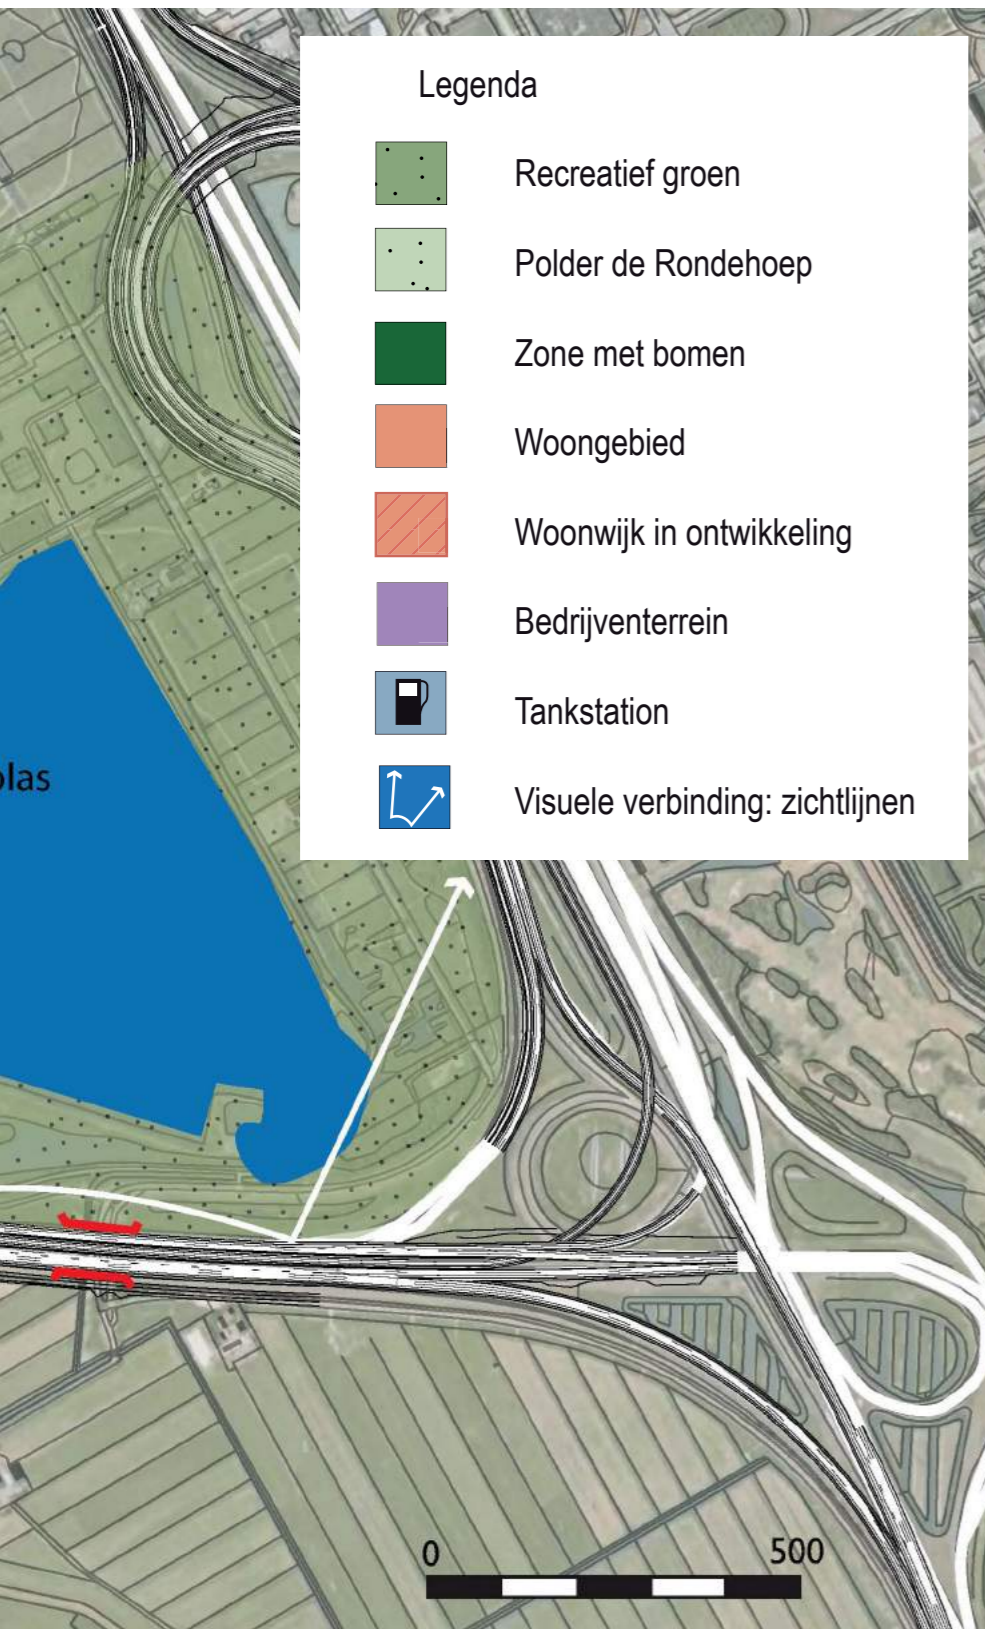 Legenda
Recreatief groen
Polder de Rondehoep
Zone met bomen
Woongebied
Woonwijk in ontwikkeling
Bedrijventerrein
Tankstation
Visuele verbinding: zichtlijnen
plas
0 500